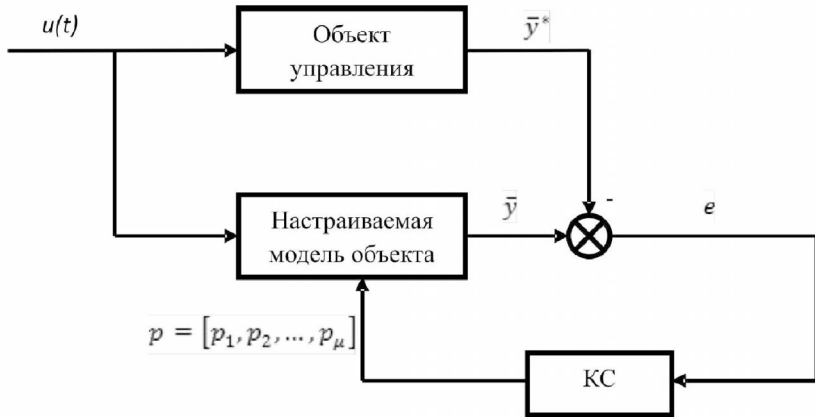 u(t)
Объект
управления
ȳ*
Настраиваемая
модель объекта
ȳ
-
e
p = [p₁, p₂, ..., p_μ]
КС